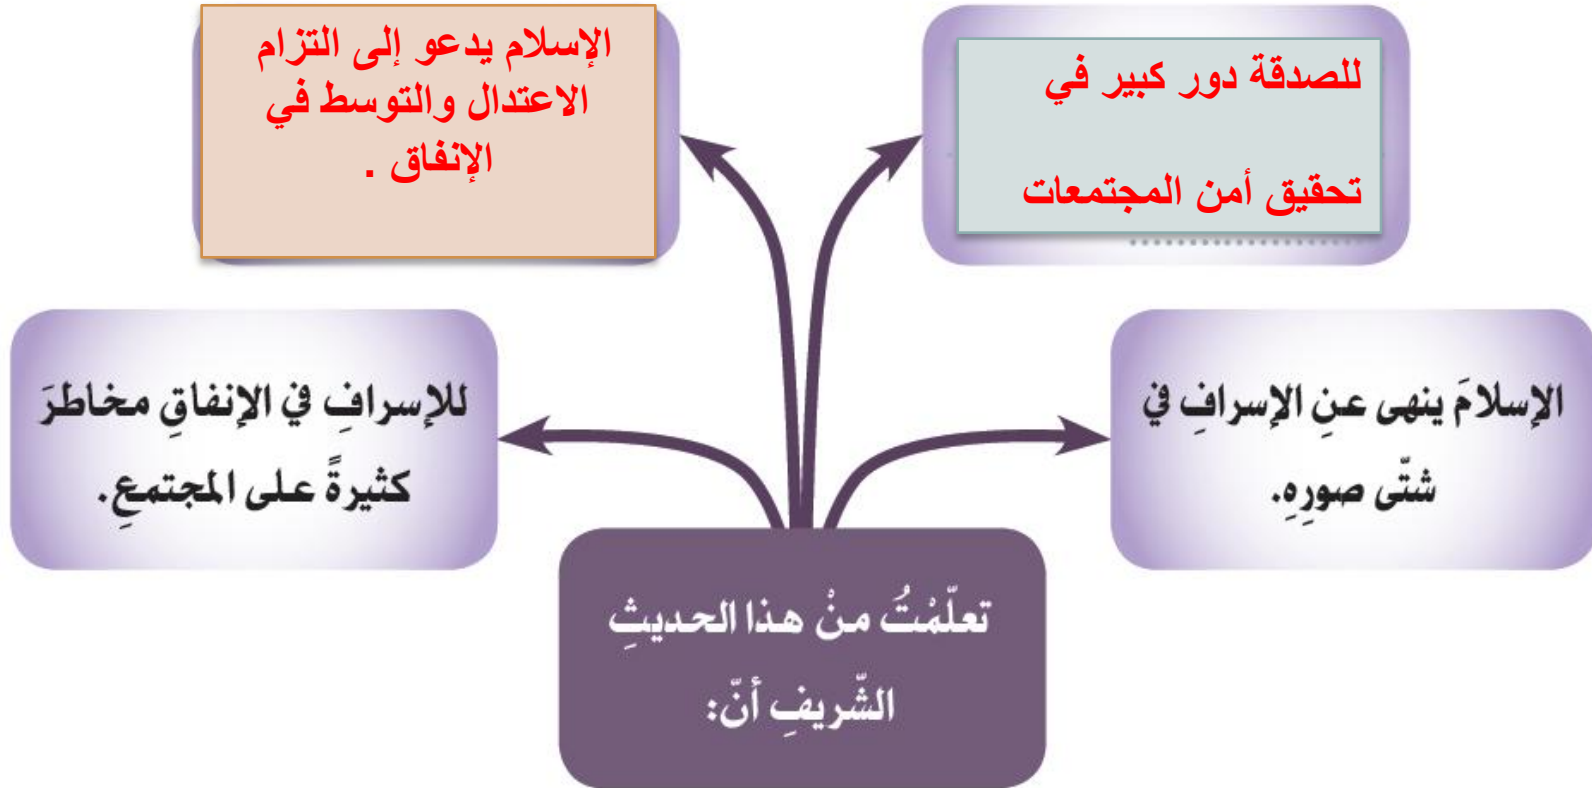 للصدقة دور كبير في
تحقيق أمن المجتمعات
الإسلام يدعو إلى التزام
الاعتدال والتوسط في
الإنفاق .
الإسلامَ ينهى عنِ الإسرافِ في
شتّى صورِهِ.
للإسرافِ في الإنفاقِ مخاطرَ
كثيرةً على المجتمعِ.
تعلّمْتُ منْ هذا الحديثِ
الشّريفِ أنّ: